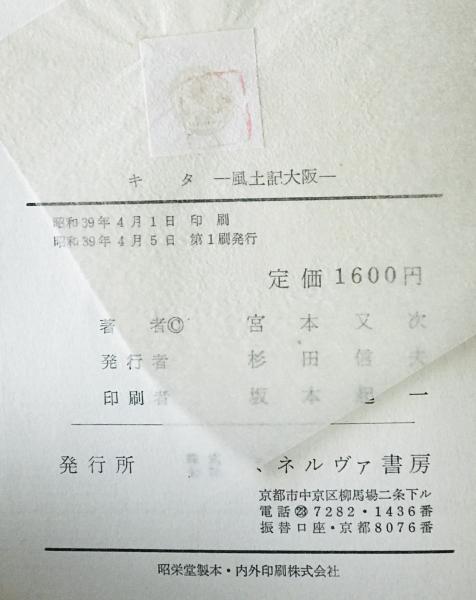 キタ ―風土記大阪―
昭和39年4月1日 印刷
昭和39年4月5日 第1刷発行
定価1600円
著者© 宮本又次
発行者 杉田信夫
印刷者 坂本起一
発行所 ネルヴァ書房
京都市中京区柳馬場二条下ル
電話㉓7282・1436番
振替口座・京都8076番
昭栄堂製本・内外印刷株式会社